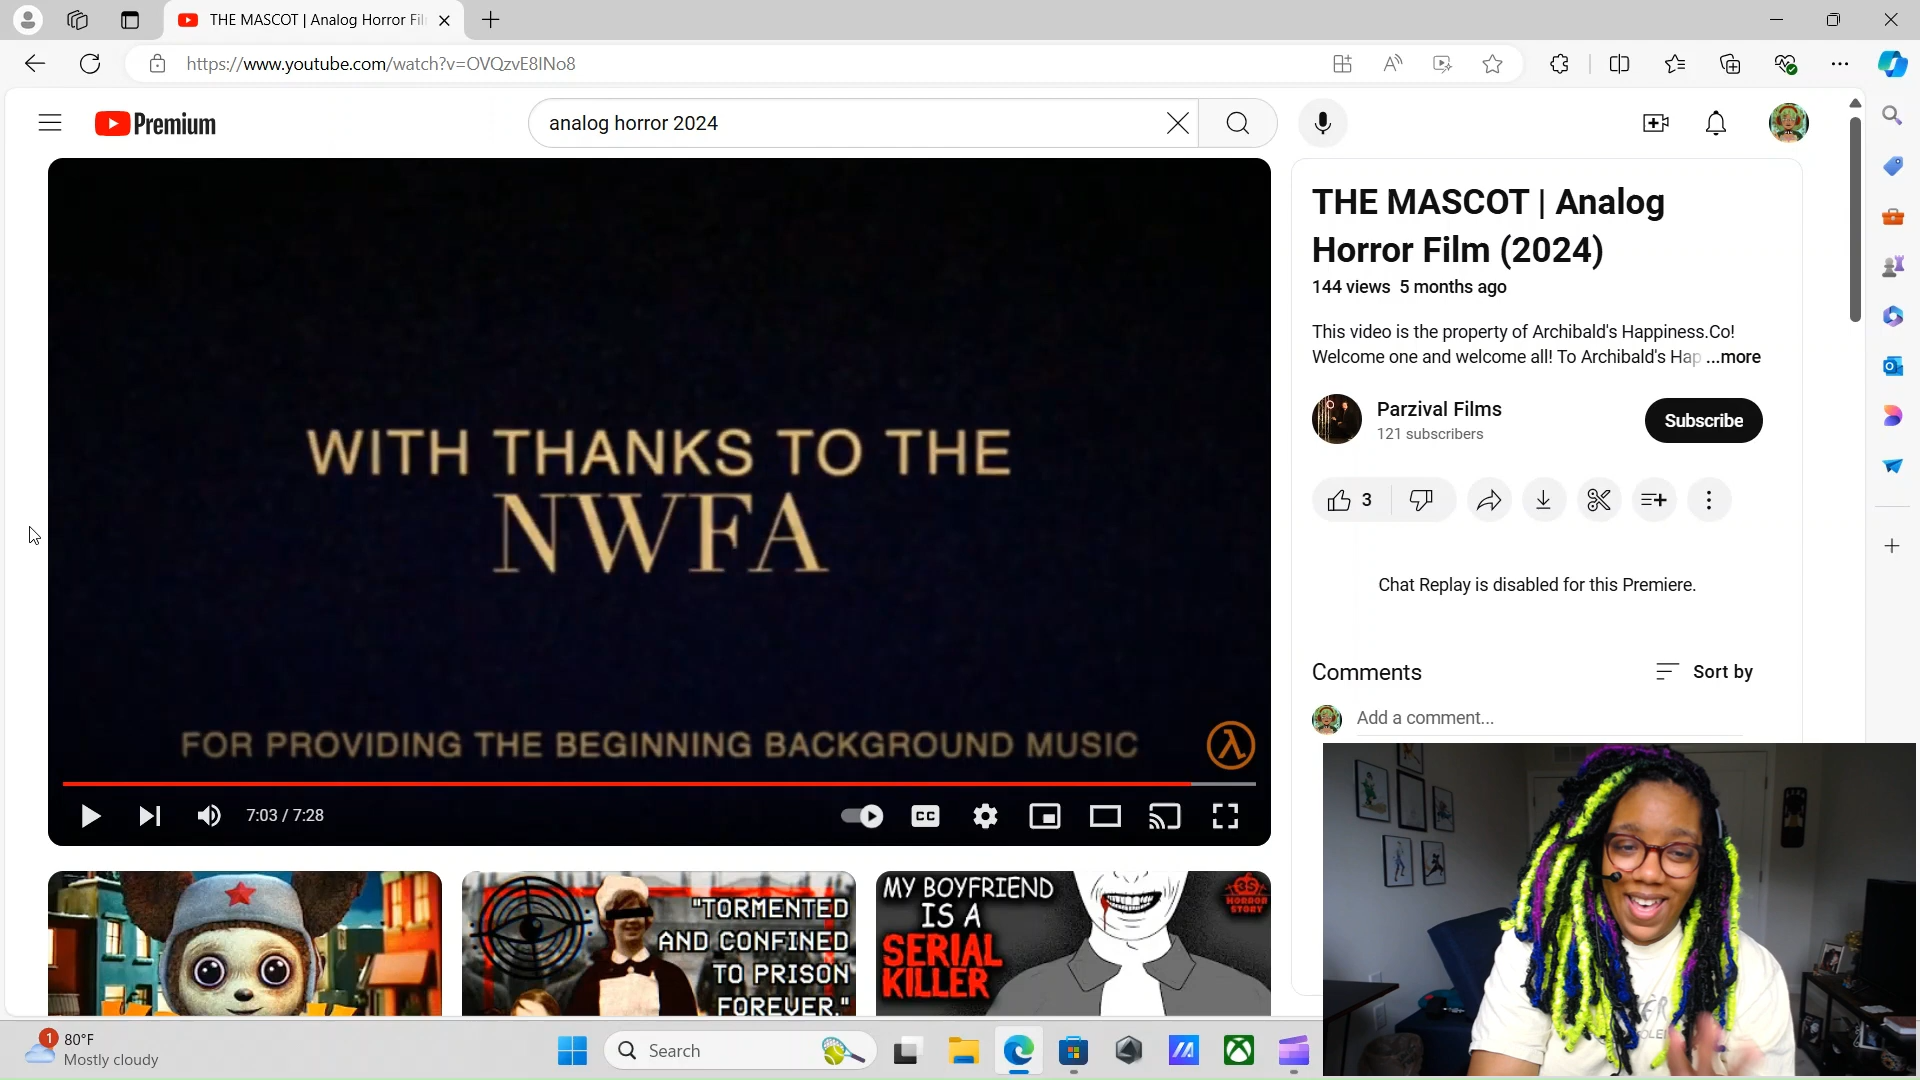 THE MASCOT | Analog Horror Fil
https://www.youtube.com/watch?v=OVQzvE8INo8
Premium
analog horror 2024
WITH THANKS TO THE
NWFA
FOR PROVIDING THE BEGINNING BACKGROUND MUSIC
7:03 / 7:28
CC
THE MASCOT | Analog
Horror Film (2024)
144 views 5 months ago
This video is the property of Archibald's Happiness.Co!
Welcome one and welcome all! To Archibald's Hap ...more
Parzival Films
121 subscribers
Subscribe
3
Chat Replay is disabled for this Premiere.
Comments
Sort by
Add a comment...
"TORMENTED
AND CONFINED
TO PRISON
FOREVER."
MY BOYFRIEND
IS A
SERIAL
KILLER
HORROR
STORY
1
80°F
Mostly cloudy
Search